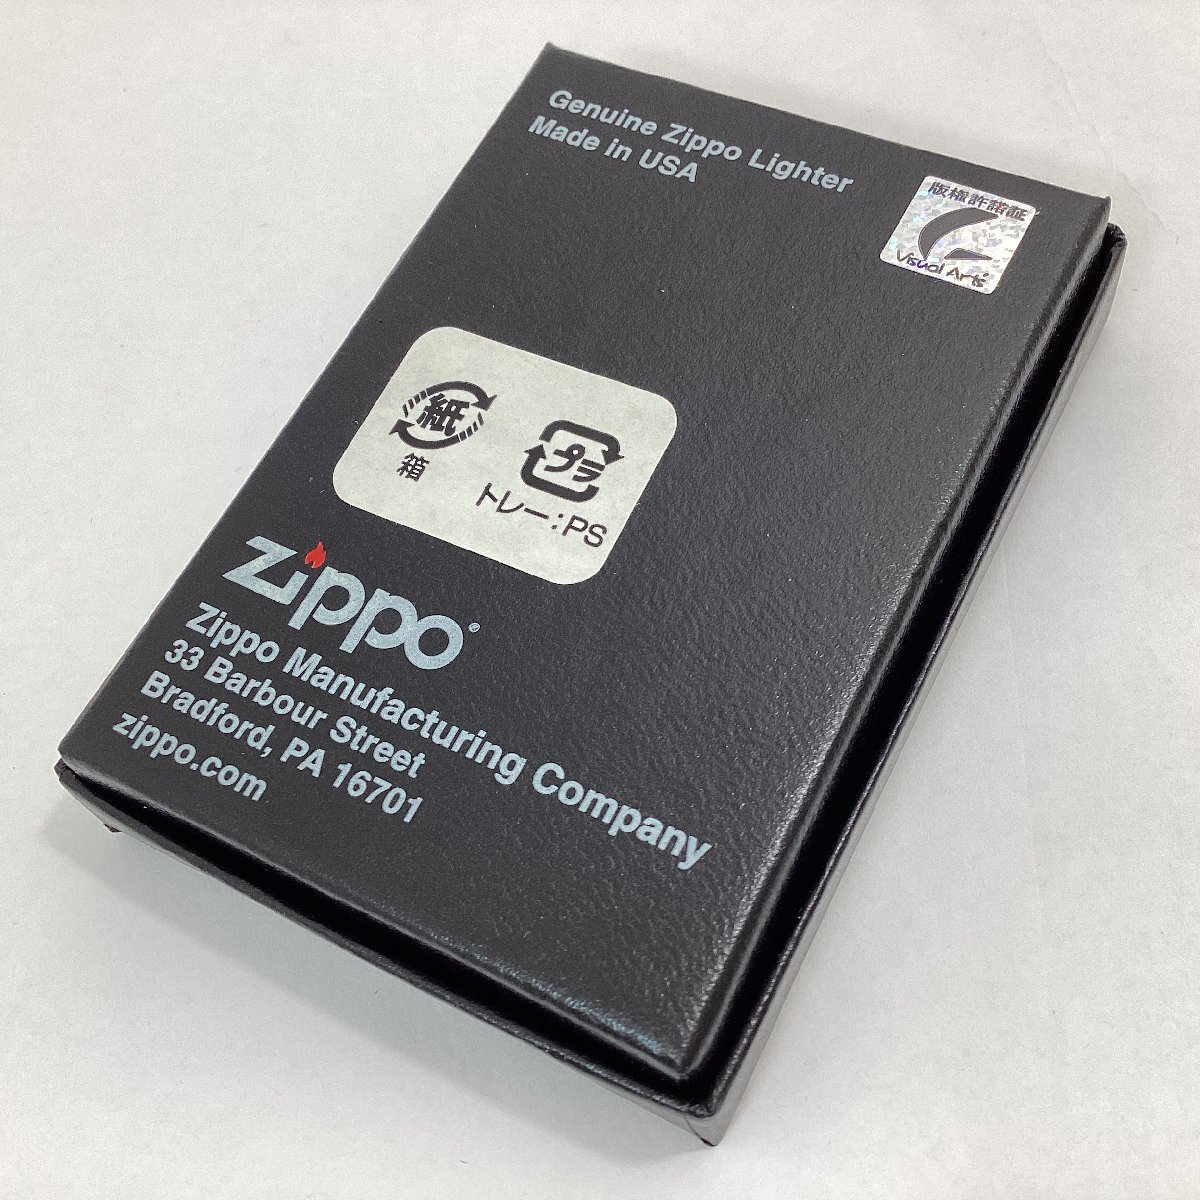 Genuine Zippo Lighter
Made in USA
版権許諾証
Visual Art's
紙
箱
プラ
トレー:PS
zippo®
Zippo Manufacturing Company
33 Barbour Street
Bradford, PA 16701
zippo.com